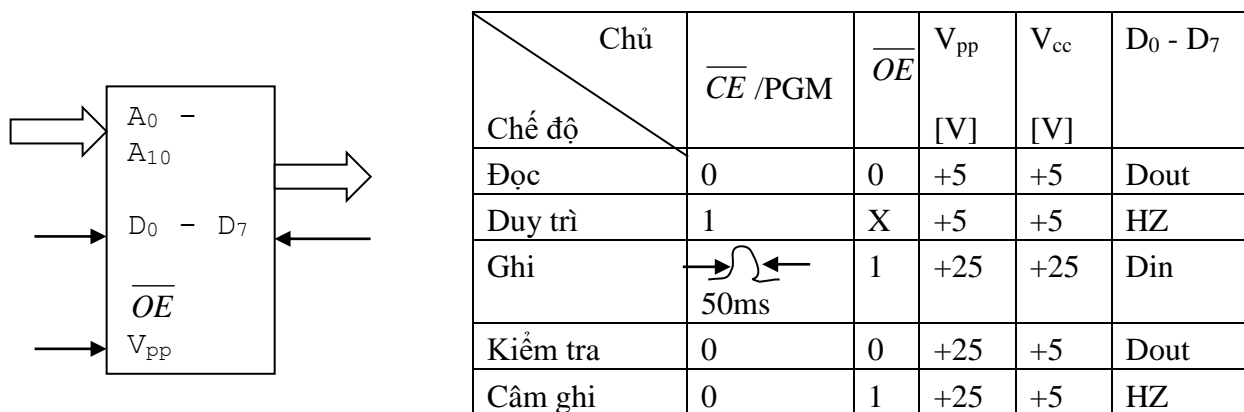 A0 –
A10
D0 – D7
OE
Vpp
Chủ
Chế độ
CE /PGM
OE
Vpp
[V]
Vcc
[V]
D0 - D7
Đọc 0 0 +5 +5 Dout
Duy trì 1 X +5 +5 HZ
Ghi 50ms 1 +25 +25 Din
Kiểm tra 0 0 +25 +5 Dout
Câm ghi 0 1 +25 +5 HZ